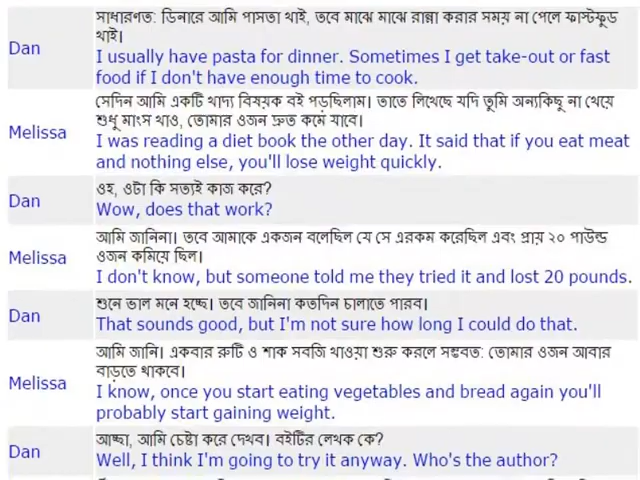 Dan
সাধারণত: ডিনারে আমি পাসতা খাই, তবে মাঝে মাঝে রান্না করার সময় না পেলে ফাস্টফুড
খাই।
I usually have pasta for dinner. Sometimes I get take-out or fast
food if I don't have enough time to cook.
Melissa
সেদিন আমি একটি খাদ্য বিষয়ক বই পড়ছিলাম। তাতে লিখেছে যদি তুমি অন্যকিছু না খেয়ে
শুধু মাংস খাও, তোমার ওজন দ্রুত কমে যাবে।
I was reading a diet book the other day. It said that if you eat meat
and nothing else, you'll lose weight quickly.
Dan
ওহ, ওটা কি সত্যই কাজ করে?
Wow, does that work?
Melissa
আমি জানিনা। তবে আমাকে একজন বলেছিল যে সে এরকম করেছিল এবং প্রায় ২০ পাউন্ড
ওজন কমিয়ে ছিল।
I don't know, but someone told me they tried it and lost 20 pounds.
Dan
শুনে ভাল মনে হচ্ছে। তবে জানিনা কতদিন চালাতে পারব।
That sounds good, but I'm not sure how long I could do that.
Melissa
আমি জানি। একবার রুটি ও শাক সবজি খাওয়া শুরু করলে সম্ভবত: তোমার ওজন আবার
বাড়তে থাকবে।
I know, once you start eating vegetables and bread again you'll
probably start gaining weight.
Dan
আচ্ছা, আমি চেষ্টা করে দেখব। বইটির লেখক কে?
Well, I think I'm going to try it anyway. Who's the author?